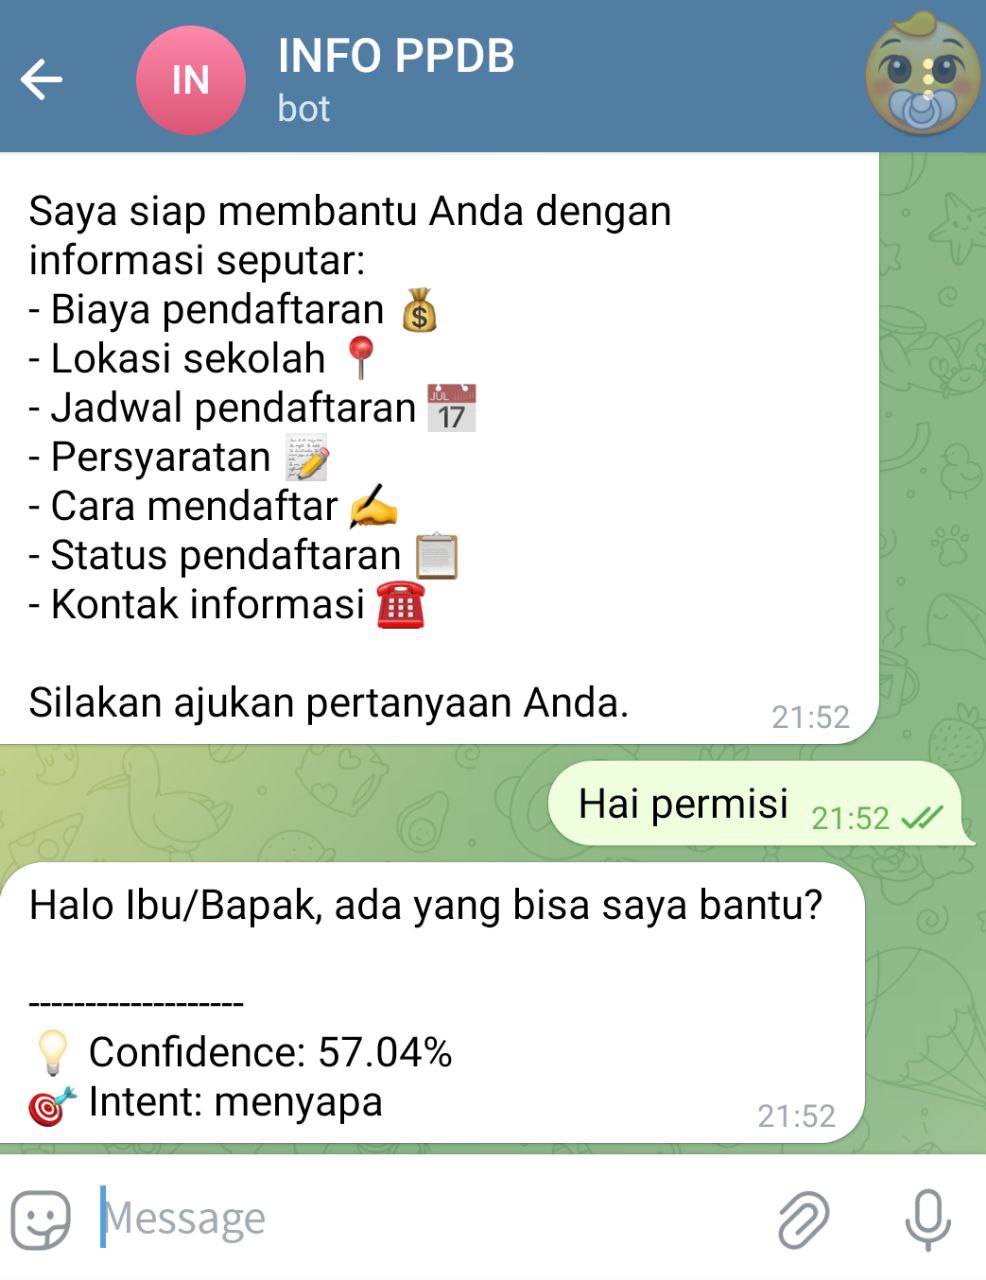 IN
INFO PPDB
bot
Saya siap membantu Anda dengan
informasi seputar:
- Biaya pendaftaran 💰
- Lokasi sekolah 📍
- Jadwal pendaftaran 📅
- Persyaratan 📝
- Cara mendaftar ✍️
- Status pendaftaran 📋
- Kontak informasi ☎️
Silakan ajukan pertanyaan Anda.
21:52
Hai permisi 21:52
Halo Ibu/Bapak, ada yang bisa saya bantu?
-------------------
💡 Confidence: 57.04%
🎯 Intent: menyapa
21:52
Message